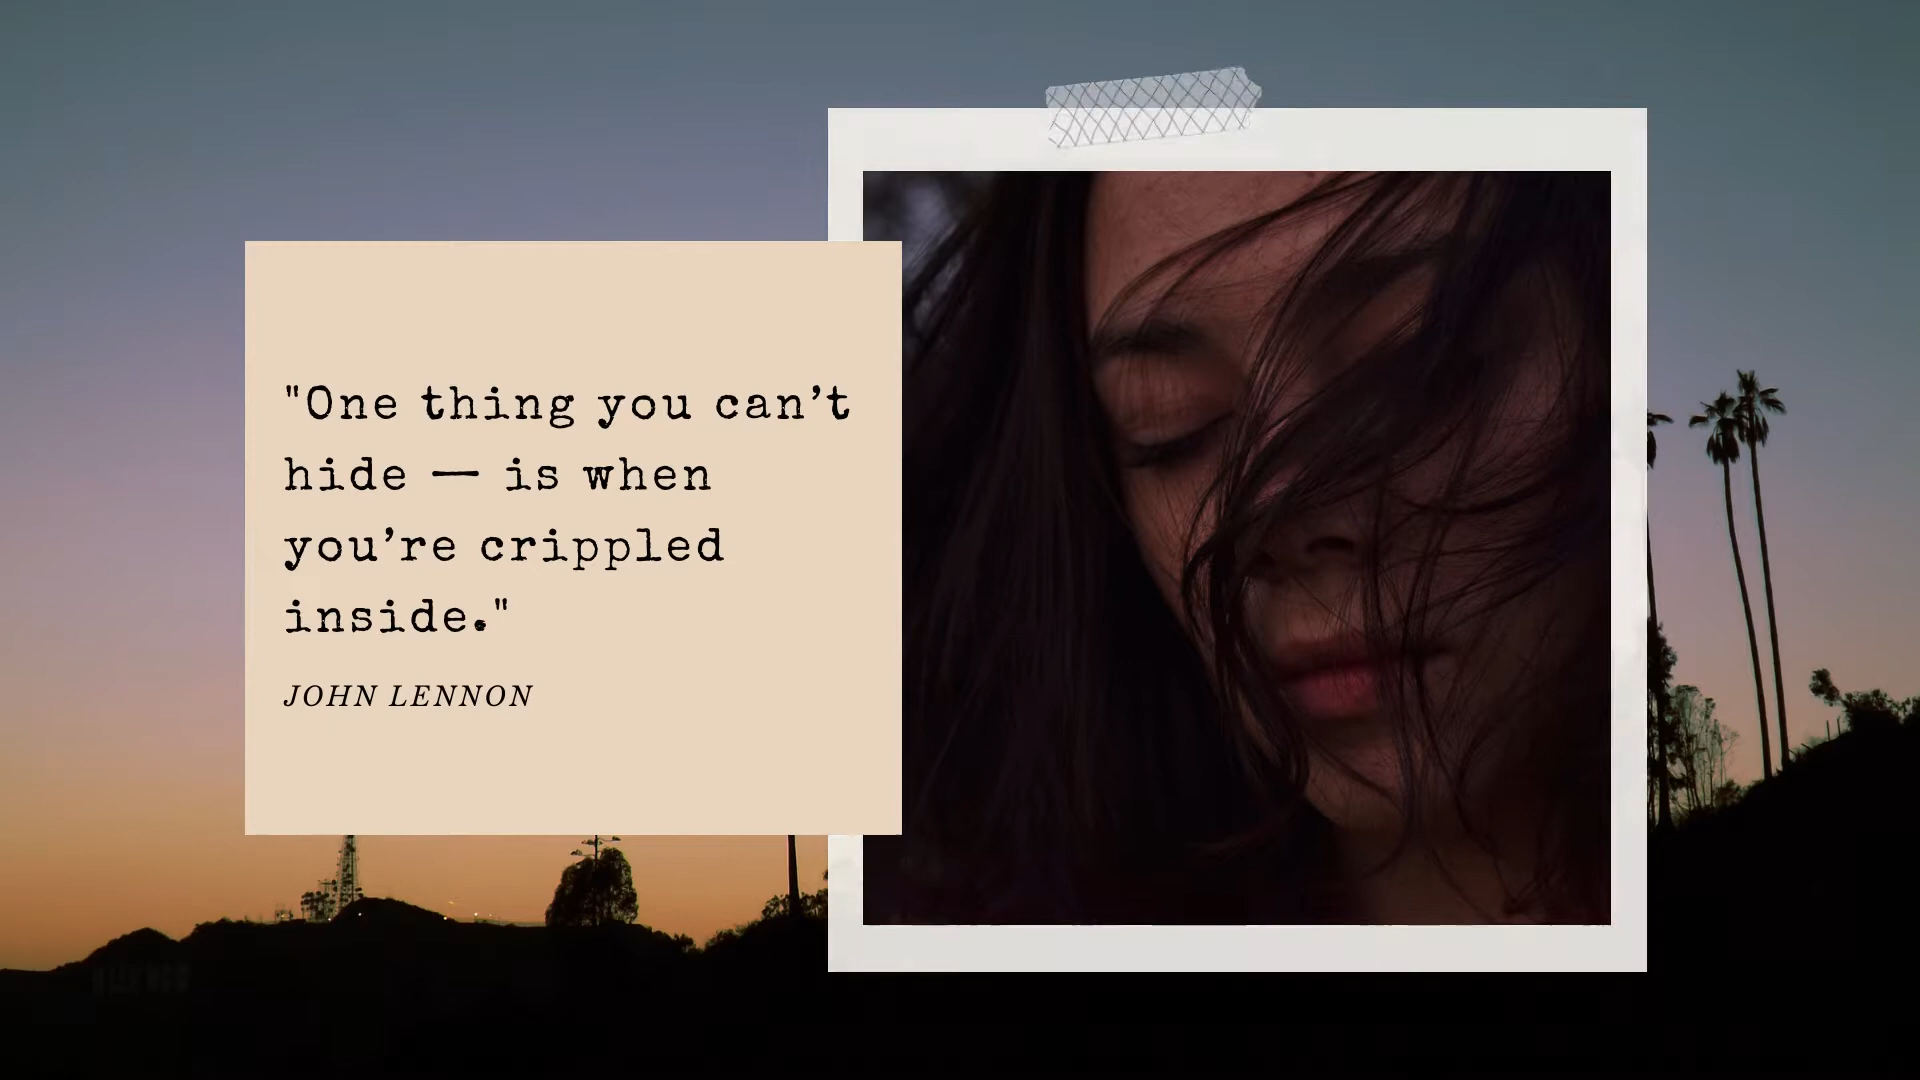 "One thing you can’t
hide — is when
you’re crippled
inside."
JOHN LENNON